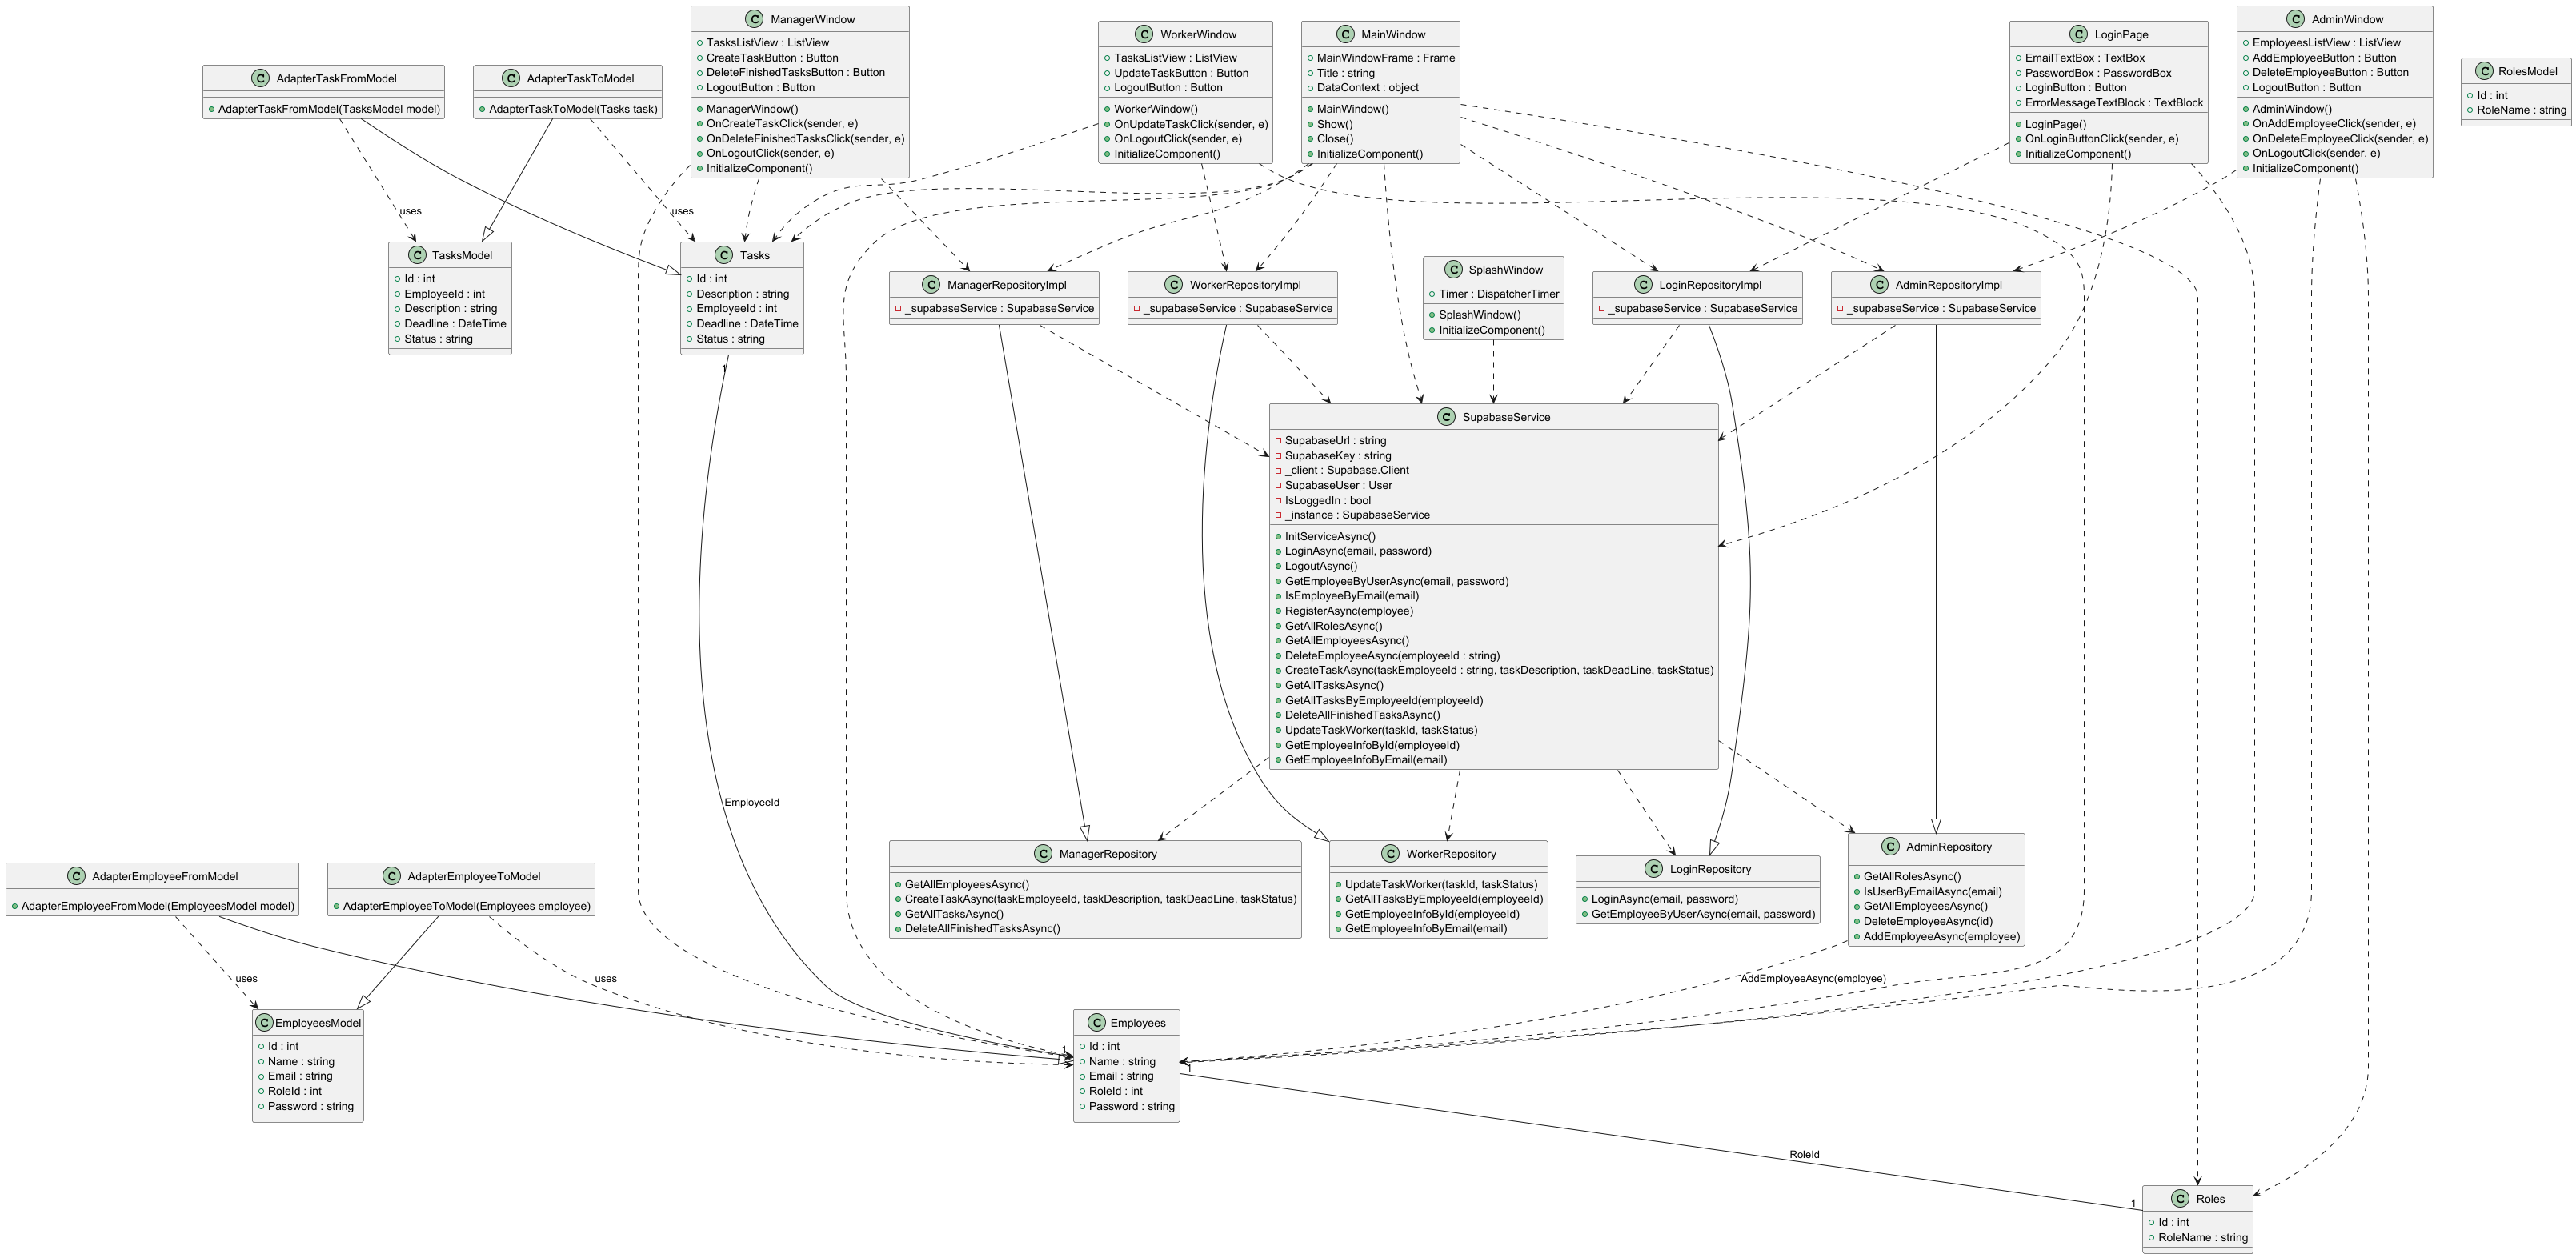 ManagerWindow
TasksListView : ListView
CreateTaskButton : Button
DeleteFinishedTasksButton : Button
LogoutButton : Button
ManagerWindow()
OnCreateTaskClick(sender, e)
OnDeleteFinishedTasksClick(sender, e)
OnLogoutClick(sender, e)
InitializeComponent()
WorkerWindow
TasksListView : ListView
UpdateTaskButton : Button
LogoutButton : Button
WorkerWindow()
OnUpdateTaskClick(sender, e)
OnLogoutClick(sender, e)
InitializeComponent()
MainWindow
MainWindowFrame : Frame
Title : string
DataContext : object
MainWindow()
Show()
Close()
InitializeComponent()
LoginPage
EmailTextBox : TextBox
PasswordBox : PasswordBox
LoginButton : Button
ErrorMessageTextBlock : TextBlock
LoginPage()
OnLoginButtonClick(sender, e)
InitializeComponent()
AdminWindow
EmployeesListView : ListView
AddEmployeeButton : Button
DeleteEmployeeButton : Button
LogoutButton : Button
AdminWindow()
OnAddEmployeeClick(sender, e)
OnDeleteEmployeeClick(sender, e)
OnLogoutClick(sender, e)
InitializeComponent()
RolesModel
Id : int
RoleName : string
AdapterTaskFromModel
AdapterTaskFromModel(TasksModel model)
AdapterTaskToModel
AdapterTaskToModel(Tasks task)
uses
uses
TasksModel
Id : int
EmployeeId : int
Description : string
Deadline : DateTime
Status : string
Tasks
Id : int
Description : string
EmployeeId : int
Deadline : DateTime
Status : string
ManagerRepositoryImpl
_supabaseService : SupabaseService
WorkerRepositoryImpl
_supabaseService : SupabaseService
SplashWindow
Timer : DispatcherTimer
SplashWindow()
InitializeComponent()
LoginRepositoryImpl
_supabaseService : SupabaseService
AdminRepositoryImpl
_supabaseService : SupabaseService
1
SupabaseService
SupabaseUrl : string
SupabaseKey : string
_client : Supabase.Client
SupabaseUser : User
IsLoggedIn : bool
_instance : SupabaseService
InitServiceAsync()
LoginAsync(email, password)
LogoutAsync()
GetEmployeeByUserAsync(email, password)
IsEmployeeByEmail(email)
RegisterAsync(employee)
GetAllRolesAsync()
GetAllEmployeesAsync()
DeleteEmployeeAsync(employeeId : string)
CreateTaskAsync(taskEmployeeId : string, taskDescription, taskDeadLine, taskStatus)
GetAllTasksAsync()
GetAllTasksByEmployeeId(employeeId)
DeleteAllFinishedTasksAsync()
UpdateTaskWorker(taskId, taskStatus)
GetEmployeeInfoById(employeeId)
GetEmployeeInfoByEmail(email)
EmployeeId
AdapterEmployeeFromModel
AdapterEmployeeFromModel(EmployeesModel model)
AdapterEmployeeToModel
AdapterEmployeeToModel(Employees employee)
ManagerRepository
GetAllEmployeesAsync()
CreateTaskAsync(taskEmployeeId, taskDescription, taskDeadLine, taskStatus)
GetAllTasksAsync()
DeleteAllFinishedTasksAsync()
WorkerRepository
UpdateTaskWorker(taskId, taskStatus)
GetAllTasksByEmployeeId(employeeId)
GetEmployeeInfoById(employeeId)
GetEmployeeInfoByEmail(email)
LoginRepository
LoginAsync(email, password)
GetEmployeeByUserAsync(email, password)
AdminRepository
GetAllRolesAsync()
IsUserByEmailAsync(email)
GetAllEmployeesAsync()
DeleteEmployeeAsync(id)
AddEmployeeAsync(employee)
uses
uses
AddEmployeeAsync(employee)
EmployeesModel
Id : int
Name : string
Email : string
RoleId : int
Password : string
1
Employees
Id : int
Name : string
Email : string
RoleId : int
Password : string
1
RoleId
1
Roles
Id : int
RoleName : string